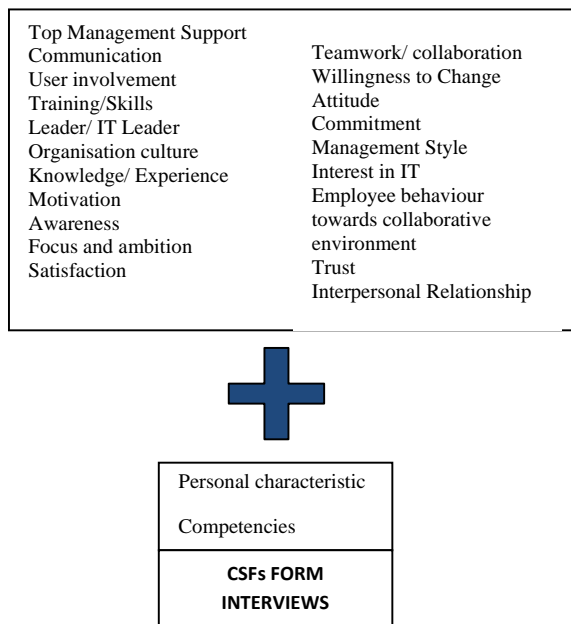 Top Management Support
Communication
User involvement
Training/Skills
Leader/ IT Leader
Organisation culture
Knowledge/ Experience
Motivation
Awareness
Focus and ambition
Satisfaction
Teamwork/ collaboration
Willingness to Change
Attitude
Commitment
Management Style
Interest in IT
Employee behaviour
towards collaborative
environment
Trust
Interpersonal Relationship
Personal characteristic
Competencies
CSFs FORM
INTERVIEWS